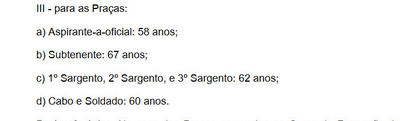 III - para as Praças:
a) Aspirante-a-oficial: 58 anos;
b) Subtenente: 67 anos;
c) 1º Sargento, 2º Sargento, e 3º Sargento: 62 anos;
d) Cabo e Soldado: 60 anos.